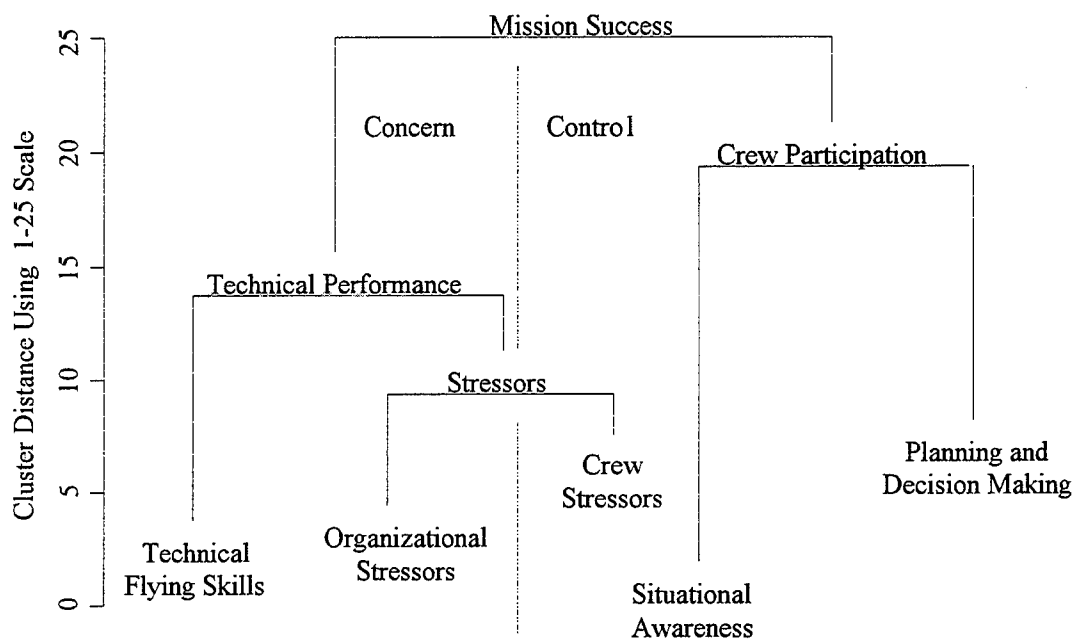 Mission Success
25
Concern
Control
20
Crew Participation
15
Technical Performance
10
Stressors
5
Crew
Stressors
Planning and
Decision Making
Technical
Flying Skills
Organizational
Stressors
0
Situational
Awareness
Cluster Distance Using 1-25 Scale